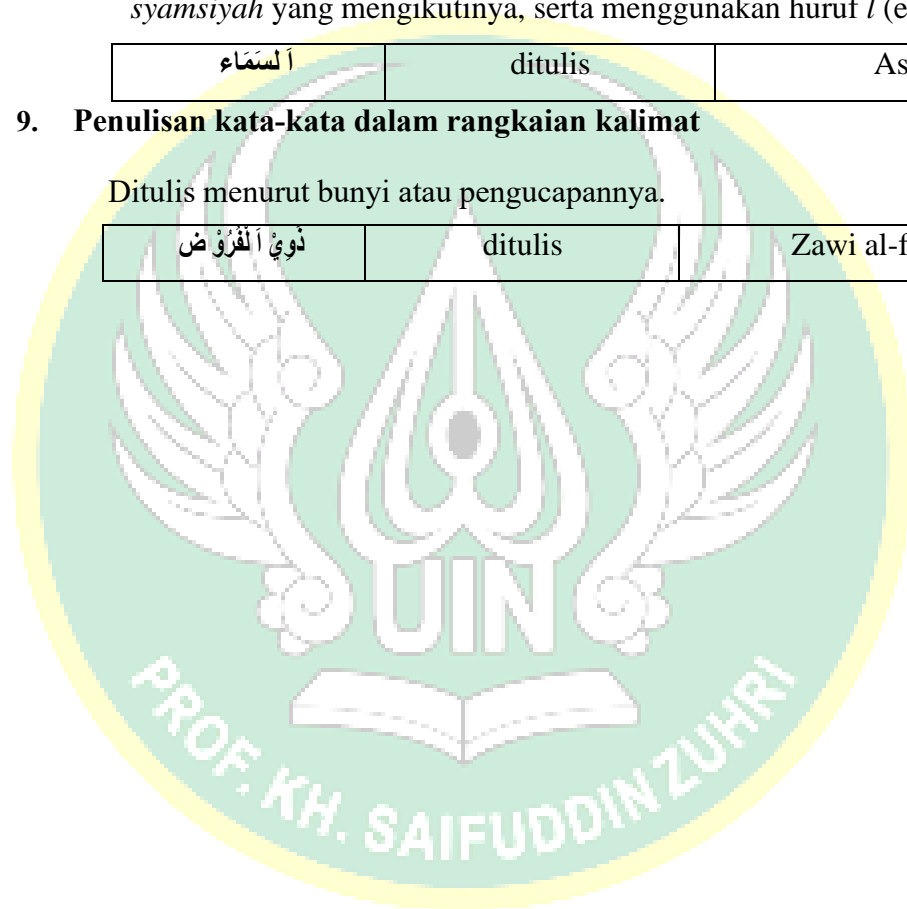 syamsiyah yang mengikutinya, serta menggunakan huruf l (e
اَلسَمَاء ditulis As
9. Penulisan kata-kata dalam rangkaian kalimat
Ditulis menurut bunyi atau pengucapannya.
ذَوِيْ اَلْفُرُوْ ض ditulis Zawi al-f
UIN
PROF. KH. SAIFUDDIN ZUHRI